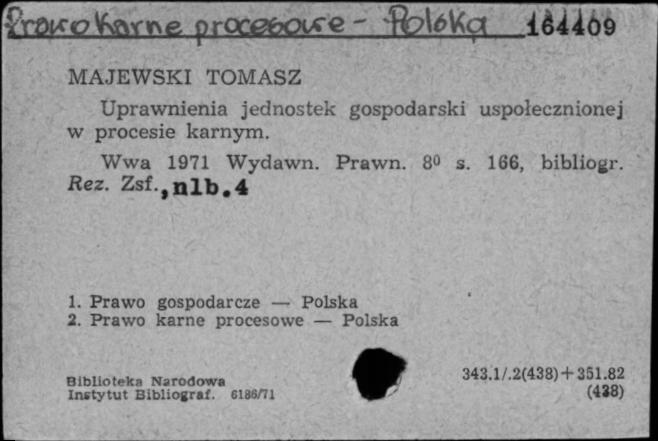 Prawo karne procesowe - Polska 164409
MAJEWSKI TOMASZ
Uprawnienia jednostek gospodarski uspołecznionej
w procesie karnym.
Wwa 1971 Wydawn. Prawn. 8⁰ s. 166, bibliogr.
Rez. Zsf., nlb. 4
1. Prawo gospodarcze — Polska
2. Prawo karne procesowe — Polska
Biblioteka Narodowa
Instytut Bibliograf. 6186/71
343.1/.2(438)+351.82
(438)